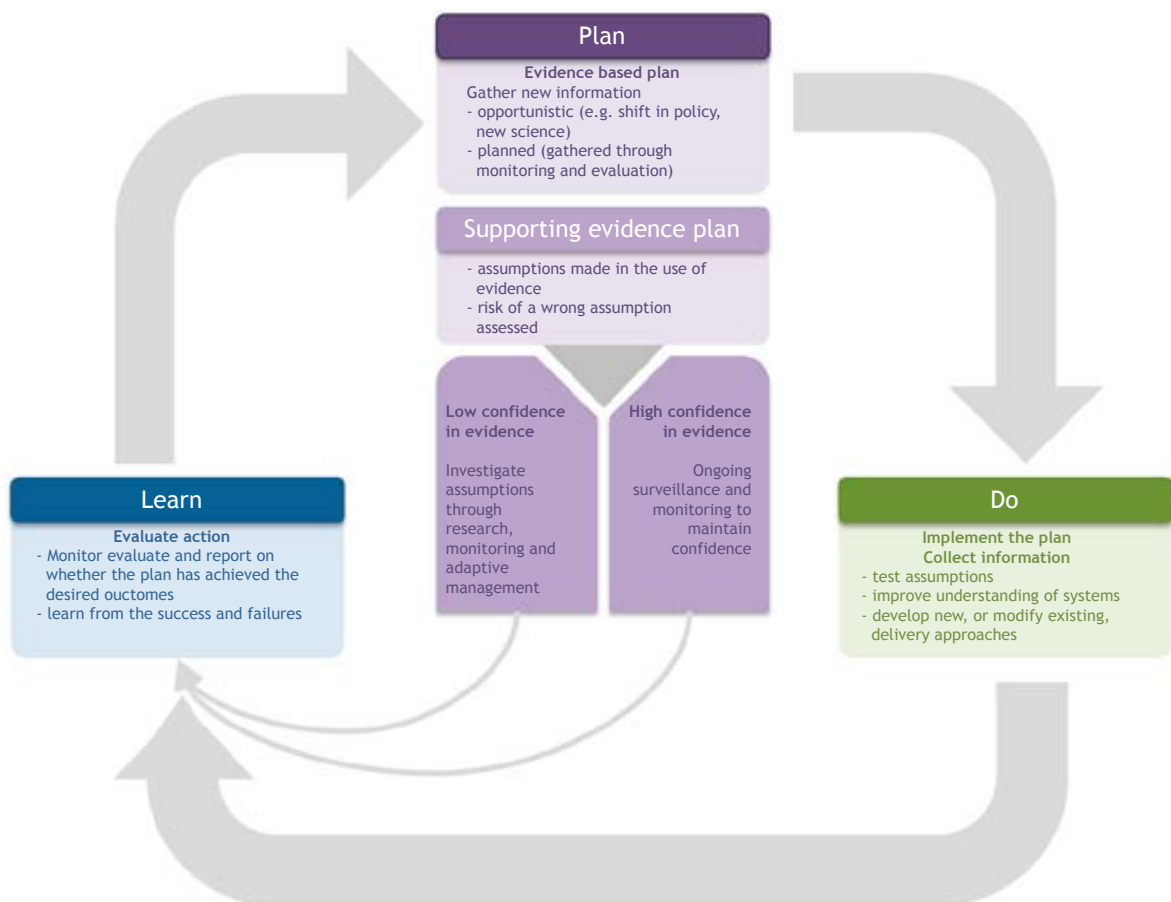 Plan
Evidence based plan
Gather new information
- opportunistic (e.g. shift in policy,
new science)
- planned (gathered through
monitoring and evaluation)
Supporting evidence plan
- assumptions made in the use of
evidence
- risk of a wrong assumption
assessed
Low confidence
in evidence
Investigate
assumptions
through
research,
monitoring and
adaptive
management
High confidence
in evidence
Ongoing
surveillance and
monitoring to
maintain
confidence
Learn
Evaluate action
- Monitor evaluate and report on
whether the plan has achieved the
desired ouctomes
- learn from the success and failures
Do
Implement the plan
Collect information
- test assumptions
- improve understanding of systems
- develop new, or modify existing,
delivery approaches